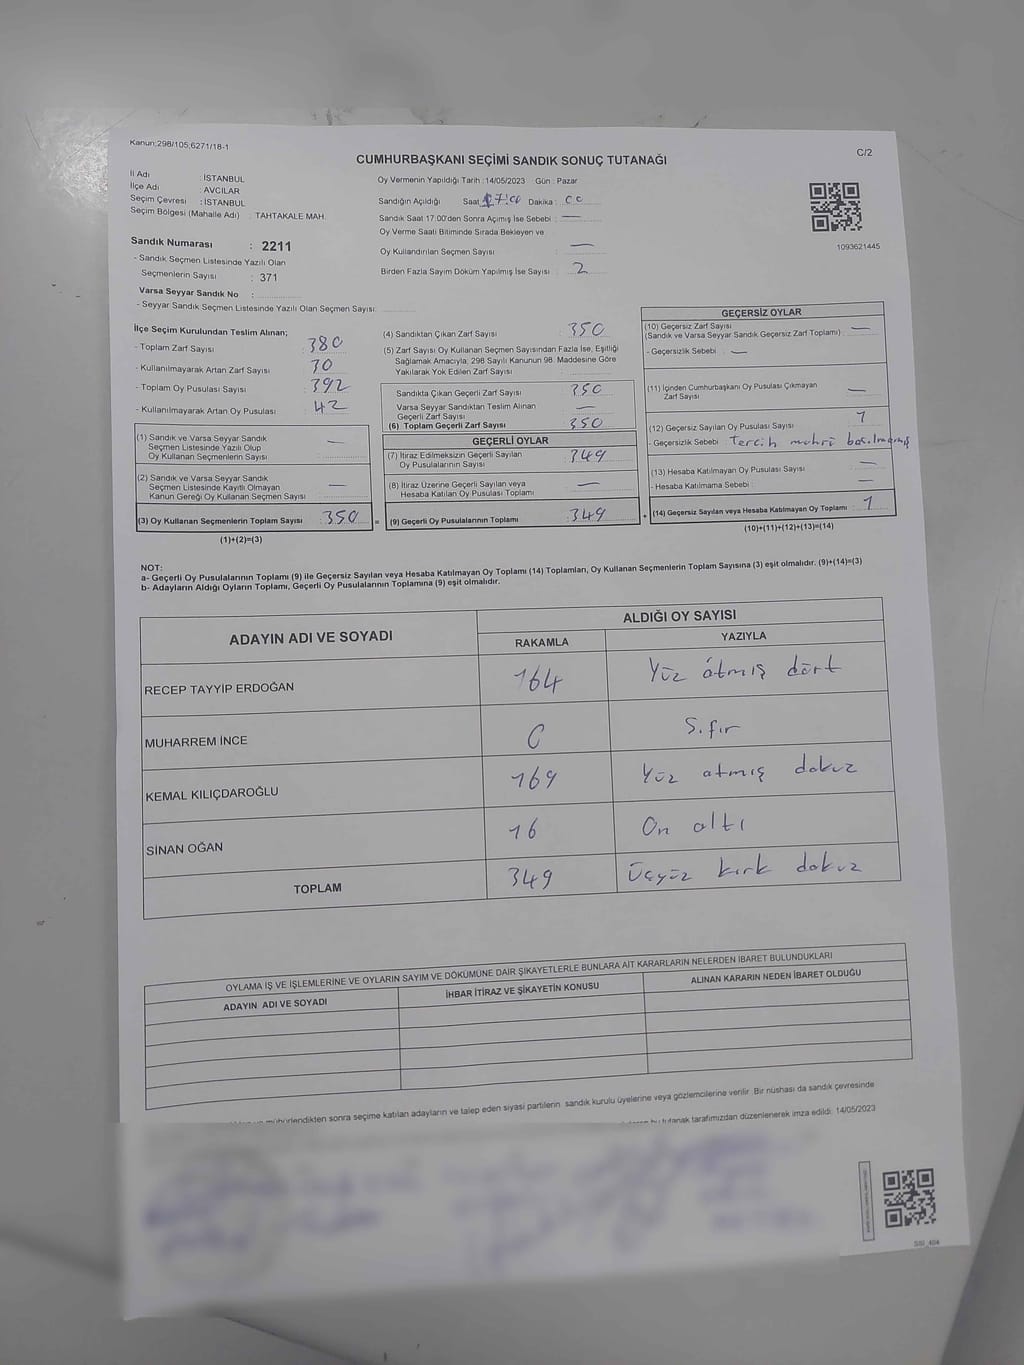 Kanun;298/105;6271/18-1
C/2
CUMHURBAŞKANI SEÇİMİ SANDIK SONUÇ TUTANAĞI
İl Adı : İSTANBUL
İlçe Adı : AVCILAR
Seçim Çevresi : İSTANBUL
Seçim Bölgesi (Mahalle Adı) : TAHTAKALE MAH.
Sandık Numarası : 2211
- Sandık Seçmen Listesinde Yazılı Olan
Seçmenlerin Sayısı : 371
Varsa Seyyar Sandık No :
- Seyyar Sandık Seçmen Listesinde Yazılı Olan Seçmen Sayısı:
Oy Vermenin Yapıldığı Tarih : 14/05/2023 Gün : Pazar
Sandığın Açıldığı Saat 17:00 Dakika : 00
Sandık Saat 17.00'den Sonra Açımış İse Sebebi : —
Oy Verme Saati Bitiminde Sırada Bekleyen ve
Oy Kullandırılan Seçmen Sayısı : —
Birden Fazla Sayım Döküm Yapılmış İse Sayısı : 2
1093621445
İlçe Seçim Kurulundan Teslim Alınan;
- Toplam Zarf Sayısı : 380
- Kullanılmayarak Artan Zarf Sayısı : 30
- Toplam Oy Pusulası Sayısı : 392
- Kullanılmayarak Artan Oy Pusulası : 42
(1) Sandık ve Varsa Seyyar Sandık
Seçmen Listesinde Yazılı Olup
Oy Kullanan Seçmenlerin Sayısı : —
(2) Sandık ve Varsa Seyyar Sandık
Seçmen Listesinde Kayıtlı Olmayan
Kanun Gereği Oy Kullanan Seçmen Sayısı : —
(3) Oy Kullanan Seçmenlerin Toplam Sayısı : 350 =
(1)+(2)=(3)
(4) Sandıktan Çıkan Zarf Sayısı : 350
(5) Zarf Sayısı Oy Kullanan Seçmen Sayısından Fazla İse, Eşitliği
Sağlamak Amacıyla, 298 Sayılı Kanunun 98. Maddesine Göre
Yakılarak Yok Edilen Zarf Sayısı :
Sandıkta Çıkan Geçerli Zarf Sayısı : 350
Varsa Seyyar Sandıktan Teslim Alınan
Geçerli Zarf Sayısı : —
(6) Toplam Geçerli Zarf Sayısı : 350
GEÇERLİ OYLAR
(7) İtiraz Edilmeksizin Geçerli Sayılan
Oy Pusulalarının Sayısı : 349
(8) İtiraz Üzerine Geçerli Sayılan veya
Hesaba Katılan Oy Pusulası Toplamı : —
(9) Geçerli Oy Pusulalarının Toplamı : 349 +
GEÇERSİZ OYLAR
(10) Geçersiz Zarf Sayısı
(Sandık ve Varsa Seyyar Sandık Geçersiz Zarf Toplamı) : —
- Geçersizlik Sebebi : —
(11) İçinden Cumhurbaşkanı Oy Pusulası Çıkmayan
Zarf Sayısı : —
(12) Geçersiz Sayılan Oy Pusulası Sayısı : 1
- Geçersizlik Sebebi : tercih mührü basılmamış
(13) Hesaba Katılmayan Oy Pusulası Sayısı : —
- Hesaba Katılmama Sebebi : —
(14) Geçersiz Sayılan veya Hesaba Katılmayan Oy Toplamı : 1
(10)+(11)+(12)+(13)=(14)
NOT:
a- Geçerli Oy Pusulalarının Toplamı (9) ile Geçersiz Sayılan veya Hesaba Katılmayan Oy Toplamı (14) Toplamları, Oy Kullanan Seçmenlerin Toplam Sayısına (3) eşit olmalıdır. (9)+(14)=(3)
b- Adayların Aldığı Oyların Toplamı, Geçerli Oy Pusulalarının Toplamına (9) eşit olmalıdır.
ADAYIN ADI VE SOYADI
ALDIĞI OY SAYISI
RAKAMLA YAZIYLA
RECEP TAYYİP ERDOĞAN 164 Yüz atmış dört
MUHARREM İNCE 0 Sıfır
KEMAL KILIÇDAROĞLU 169 Yüz atmış dokuz
SİNAN OĞAN 16 On altı
TOPLAM 349 Üçyüz kırk dokuz
OYLAMA İŞ VE İŞLEMLERİNE VE OYLARIN SAYIM VE DÖKÜMÜNE DAİR ŞİKAYETLERLE BUNLARA AİT KARARLARIN NELERDEN İBARET BULUNDUKLARI
ADAYIN ADI VE SOYADI İHBAR İTİRAZ VE ŞİKAYETİN KONUSU ALINAN KARARIN NEDEN İBARET OLDUĞU
mühürlendikten sonra seçime katılan adayların ve talep eden siyasi partilerin sandık kurulu üyelerine veya gözlemcilerine verilir. Bir nüshası da sandık çevresinde
bu tutanak tarafımızdan düzenlenerek imza edildi. 14/05/2023